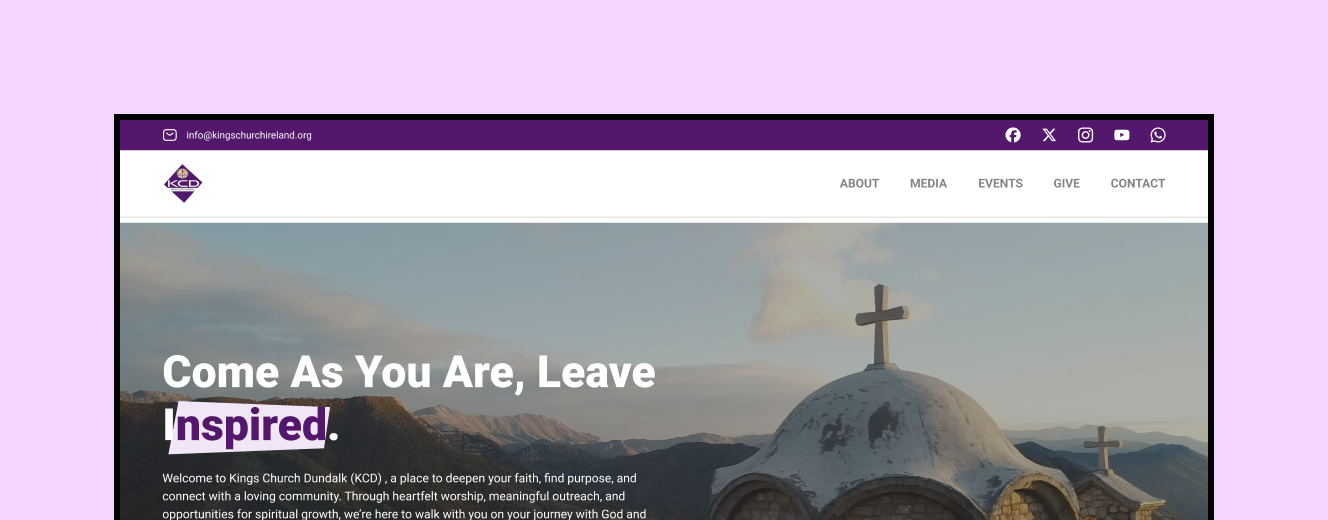 info@kingschurchireland.org
KCD
ABOUT MEDIA EVENTS GIVE CONTACT
Come As You Are, Leave
Inspired.
Welcome to Kings Church Dundalk (KCD) , a place to deepen your faith, find purpose, and
connect with a loving community. Through heartfelt worship, meaningful outreach, and
opportunities for spiritual growth, we're here to walk with you on your journey with God and